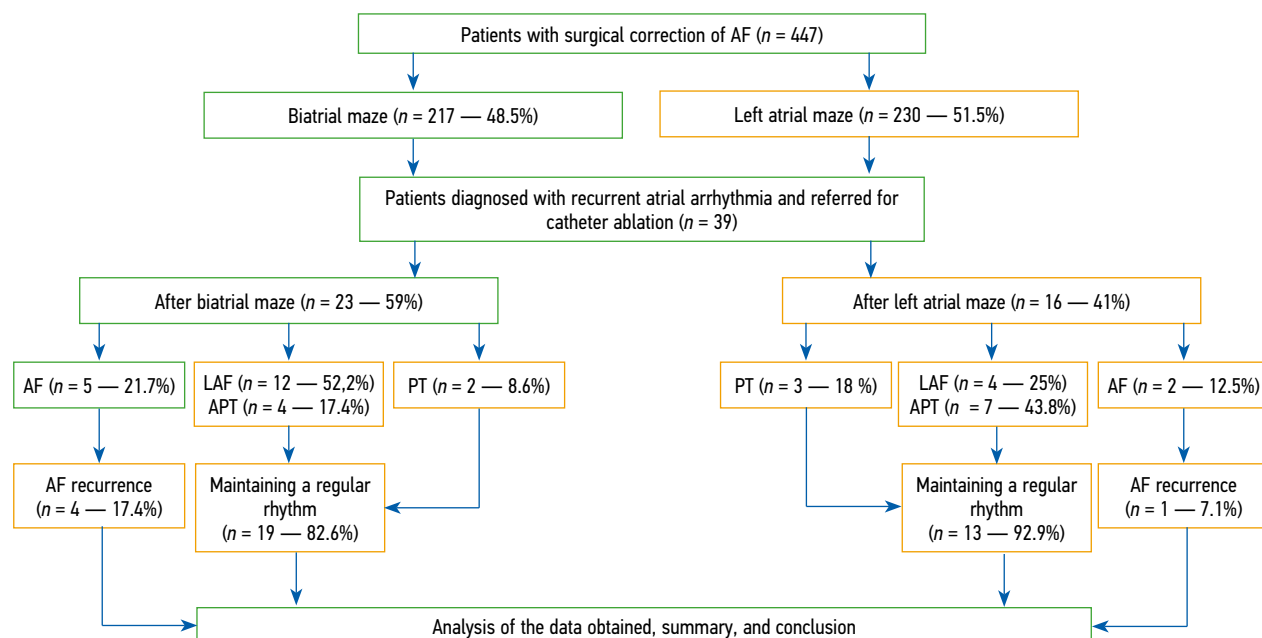 Patients with surgical correction of AF (n = 447)
Biatrial maze (n = 217 — 48.5%)
Left atrial maze (n = 230 — 51.5%)
Patients diagnosed with recurrent atrial arrhythmia and referred for
catheter ablation (n = 39)
After biatrial maze (n = 23 — 59%)
After left atrial maze (n = 16 — 41%)
AF (n = 5 — 21.7%)
LAF (n = 12 — 52,2%)
APT (n = 4 — 17.4%)
PT (n = 2 — 8.6%)
PT (n = 3 — 18 %)
LAF (n = 4 — 25%)
APT (n = 7 — 43.8%)
AF (n = 2 — 12.5%)
AF recurrence
(n = 4 — 17.4%)
Maintaining a regular
rhythm
(n = 19 — 82.6%)
Maintaining a regular
rhythm
(n = 13 — 92.9%)
AF recurrence
(n = 1 — 7.1%)
Analysis of the data obtained, summary, and conclusion